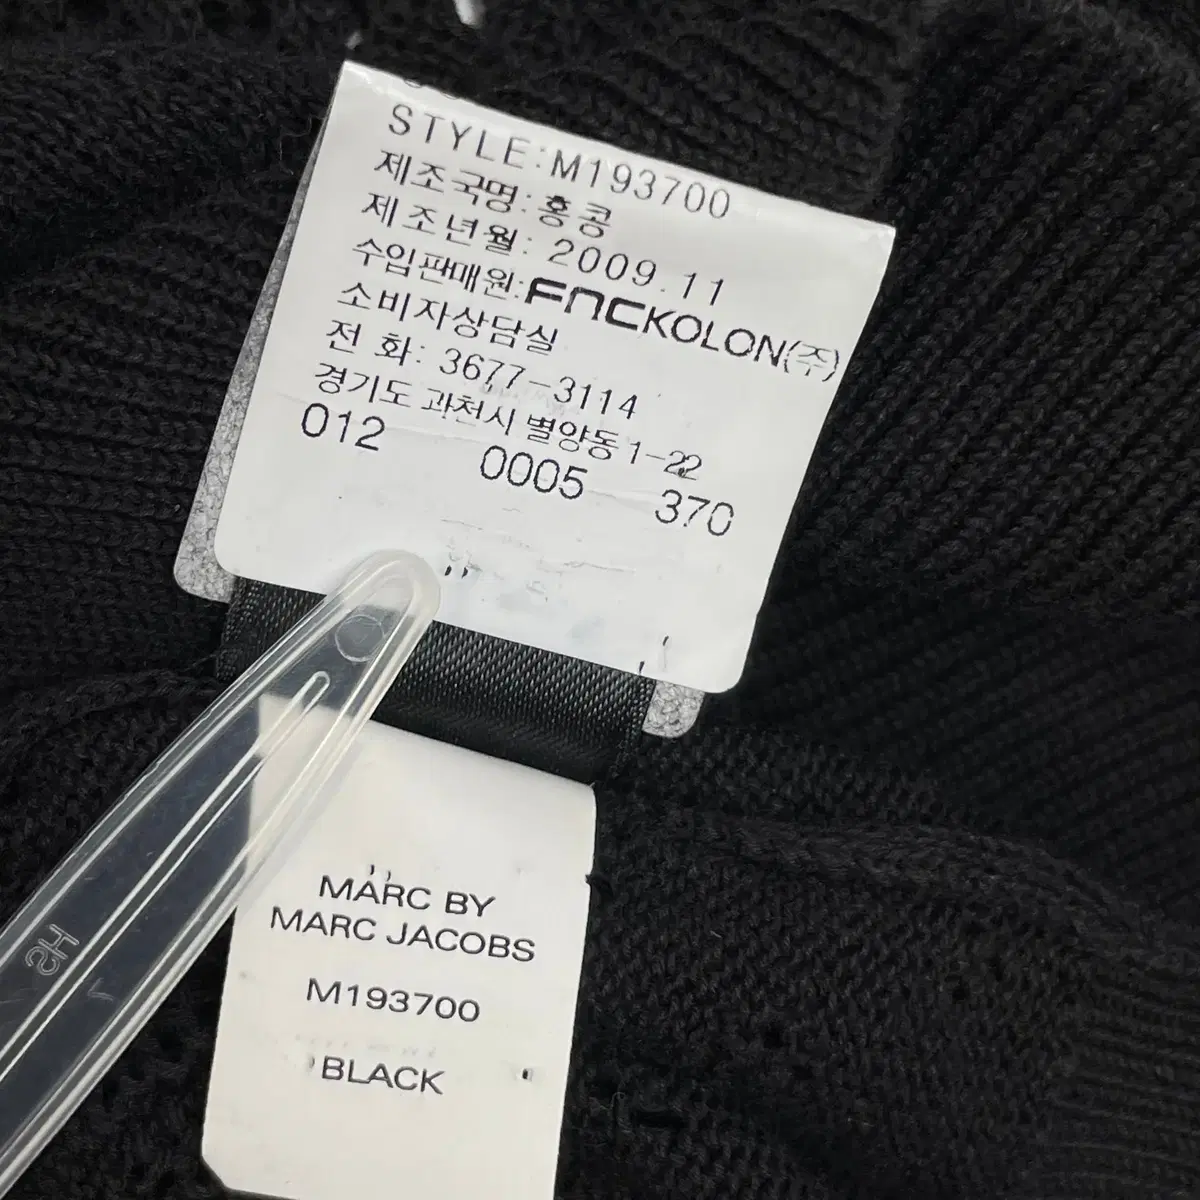 STYLE:M193700
제조국명:홍콩
제조년월: 2009.11
수입판매원:FnCKOLON(주)
소비자상담실
전 화: 3677-3114
경기도 과천시 별양동 1-22
012 0005 370
MARC BY
MARC JACOBS
M193700
BLACK
HS